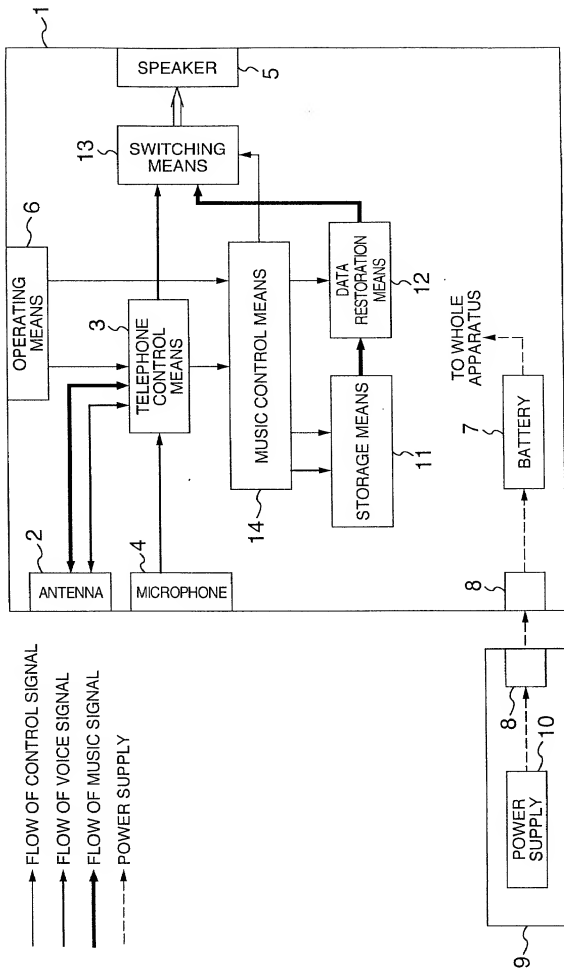 1
SPEAKER
5
13
SWITCHING
MEANS
6
OPERATING
MEANS
3
TELEPHONE
CONTROL
MEANS
MUSIC CONTROL MEANS
14
DATA
RESTORATION
MEANS
12
STORAGE MEANS
11
2
ANTENNA
4
MICROPHONE
TO WHOLE
APPARATUS
7
BATTERY
8
8
10
POWER
SUPPLY
9
FLOW OF CONTROL SIGNAL
FLOW OF VOICE SIGNAL
FLOW OF MUSIC SIGNAL
POWER SUPPLY